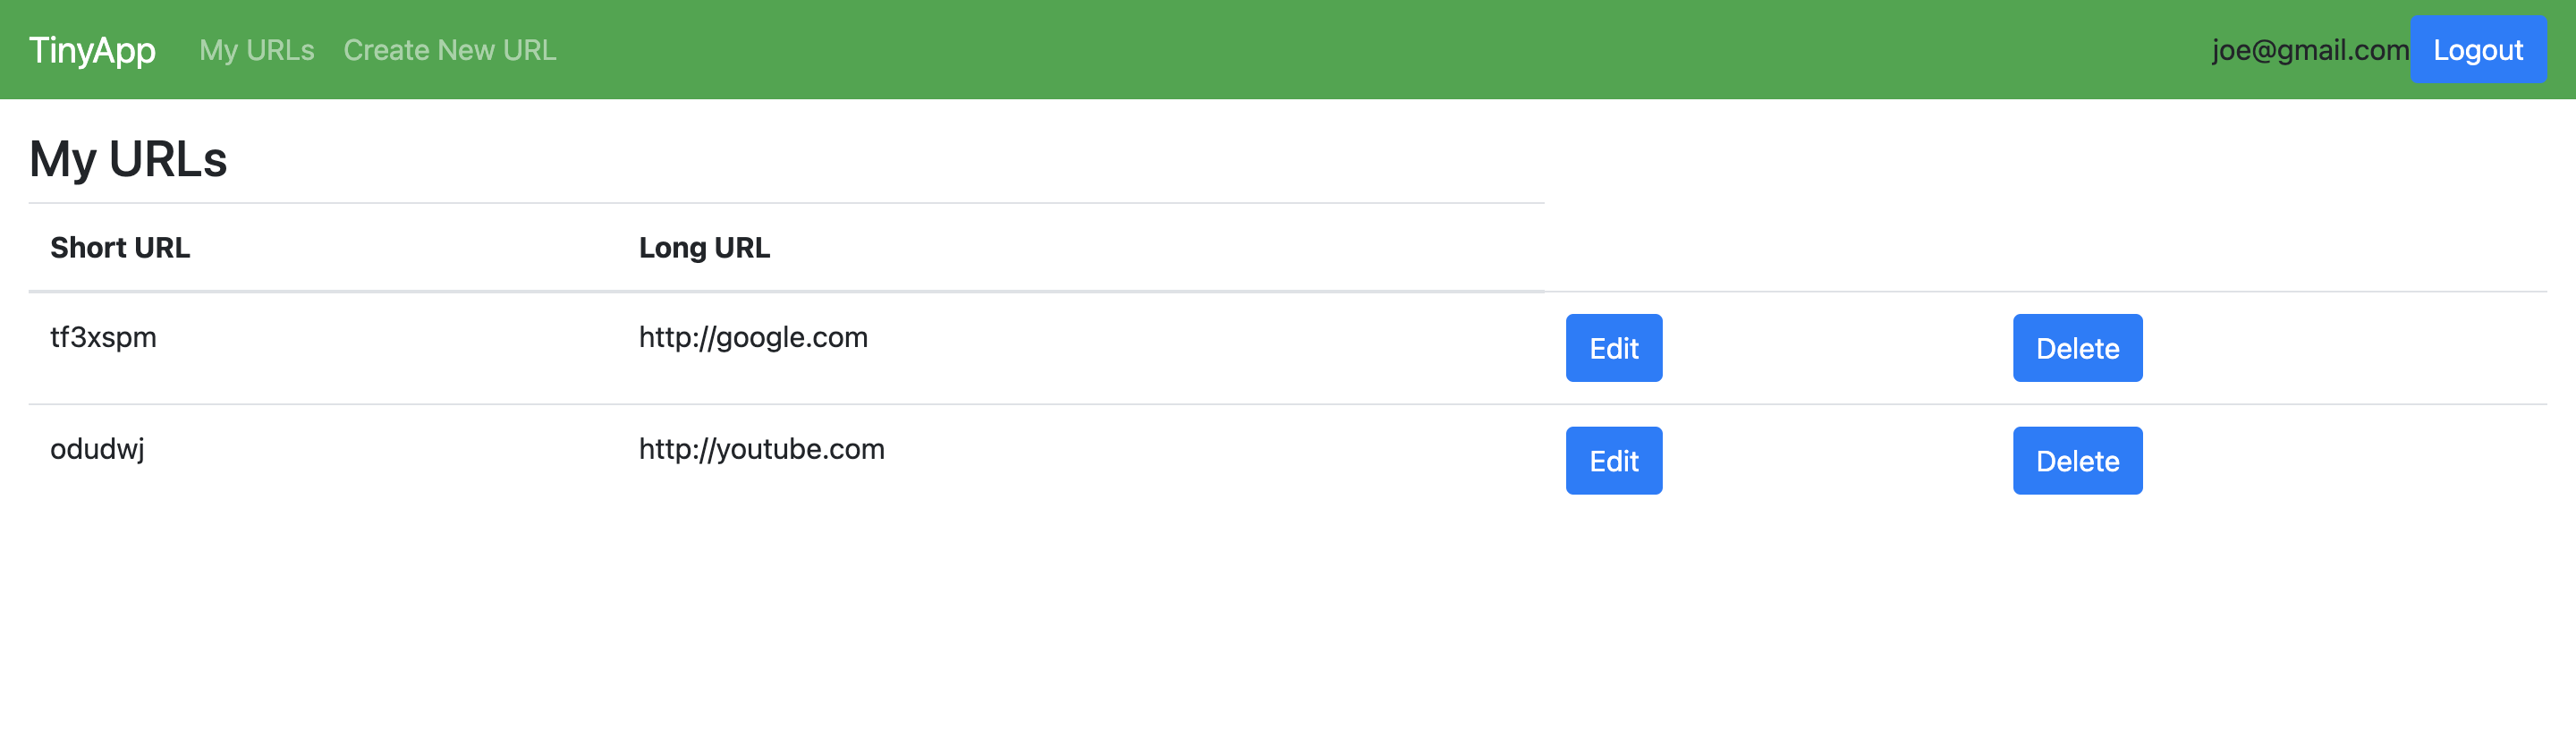 TinyApp My URLs Create New URL joe@gmail.com Logout
My URLs
Short URL Long URL
tf3xspm http://google.com Edit Delete
odudwj http://youtube.com Edit Delete